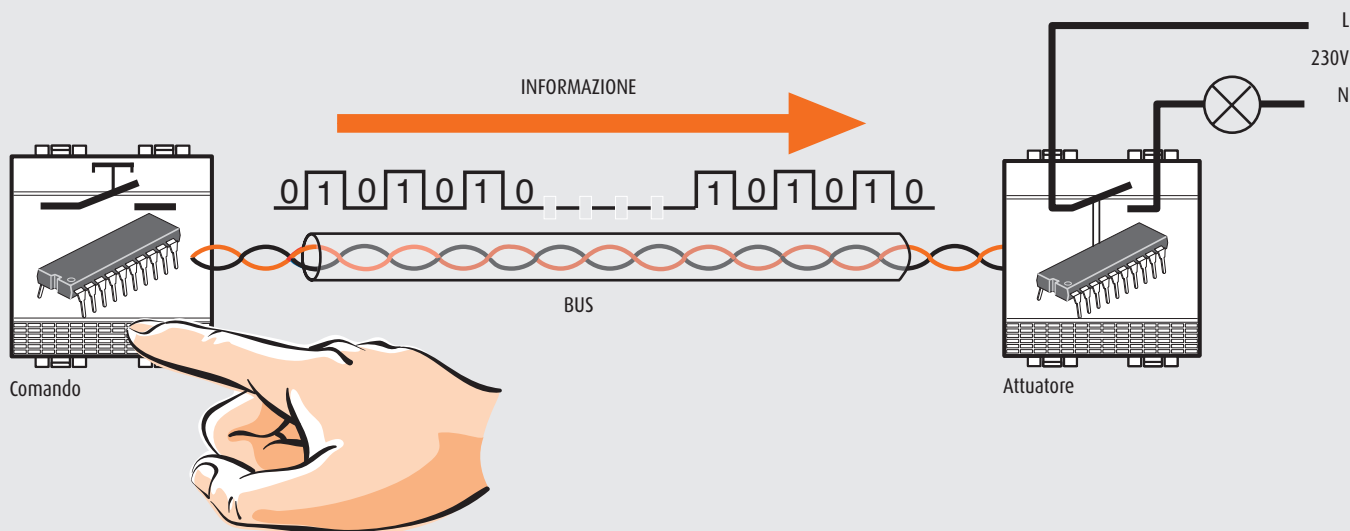 L
230V
N
INFORMAZIONE
0 1 0 1 0 1 0 1 0 1 0 1 0
BUS
Comando
Attuatore